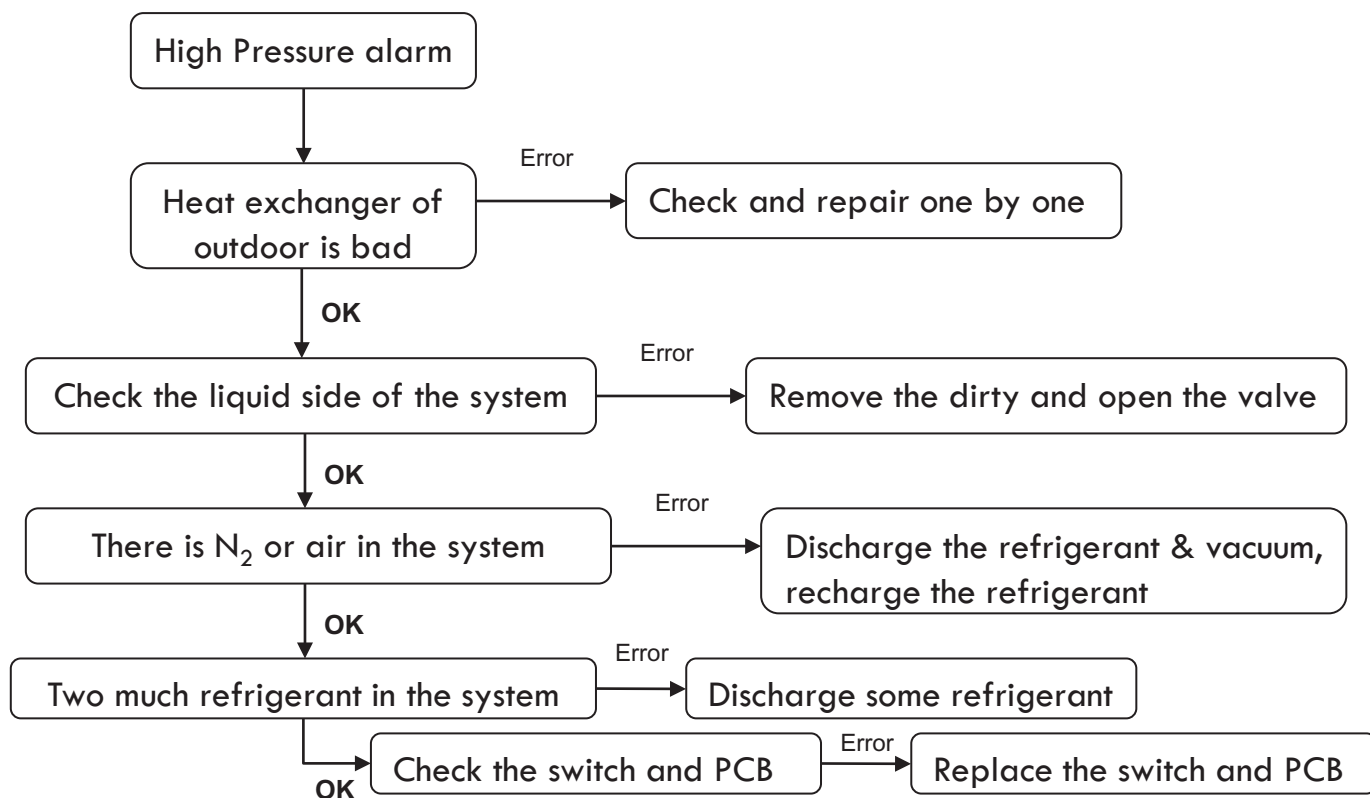 High Pressure alarm
Error
Heat exchanger of
outdoor is bad
Check and repair one by one
OK
Error
Check the liquid side of the system
Remove the dirty and open the valve
OK
Error
There is N₂ or air in the system
Discharge the refrigerant & vacuum,
recharge the refrigerant
OK
Error
Two much refrigerant in the system
Discharge some refrigerant
OK
Check the switch and PCB
Error
Replace the switch and PCB